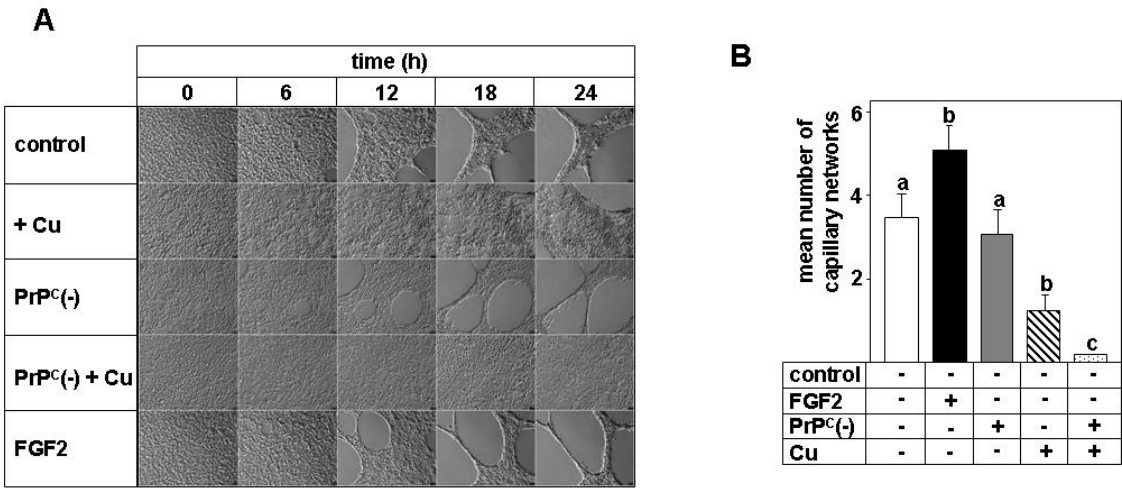 A
time (h)
0 6 12 18 24
control
+ Cu
PrPᶜ(-)
PrPᶜ(-) + Cu
FGF2
B
mean number of
capillary networks
6
4
2
a
b
a
b
c
control - - - - -
FGF2 - + - - -
PrPᶜ(-) - - + - +
Cu - - - + +